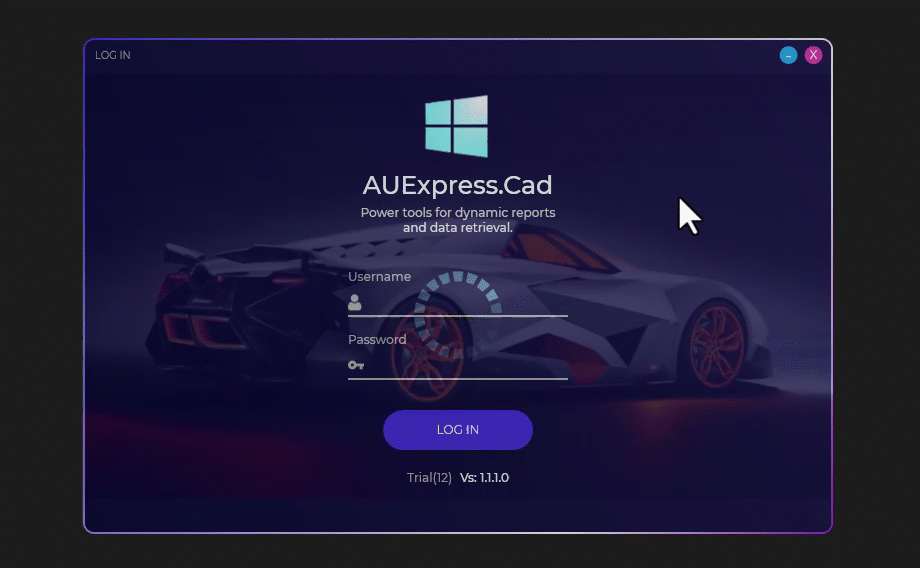 LOG IN
X
AUExpress.Cad
Power tools for dynamic reports
and data retrieval.
Username
Password
LOG IN
Trial(12) Vs: 1.1.1.0